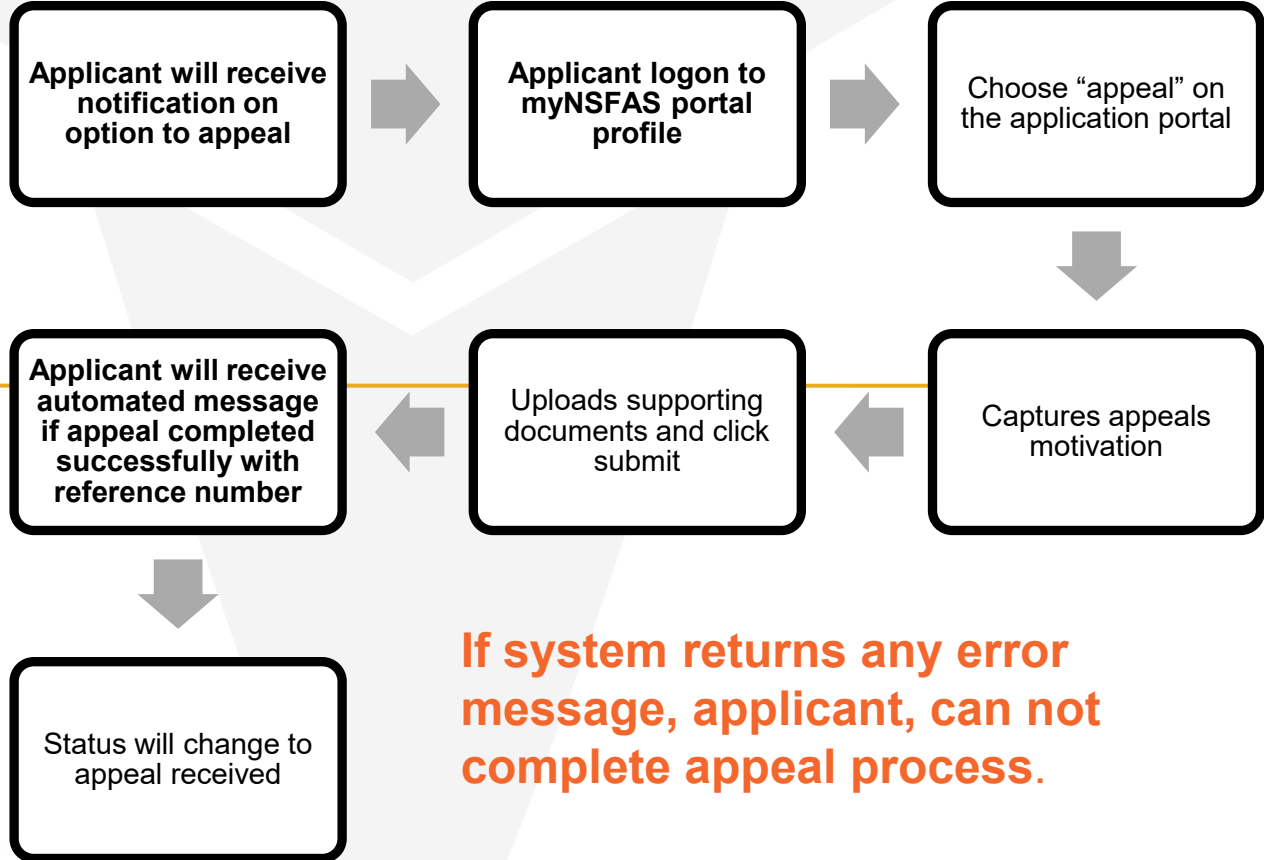 Applicant will receive
notification on
option to appeal
Applicant logon to
myNSFAS portal
profile
Choose “appeal” on
the application portal
Captures appeals
motivation
Uploads supporting
documents and click
submit
Applicant will receive
automated message
if appeal completed
successfully with
reference number
Status will change to
appeal received
If system returns any error
message, applicant, can not
complete appeal process.